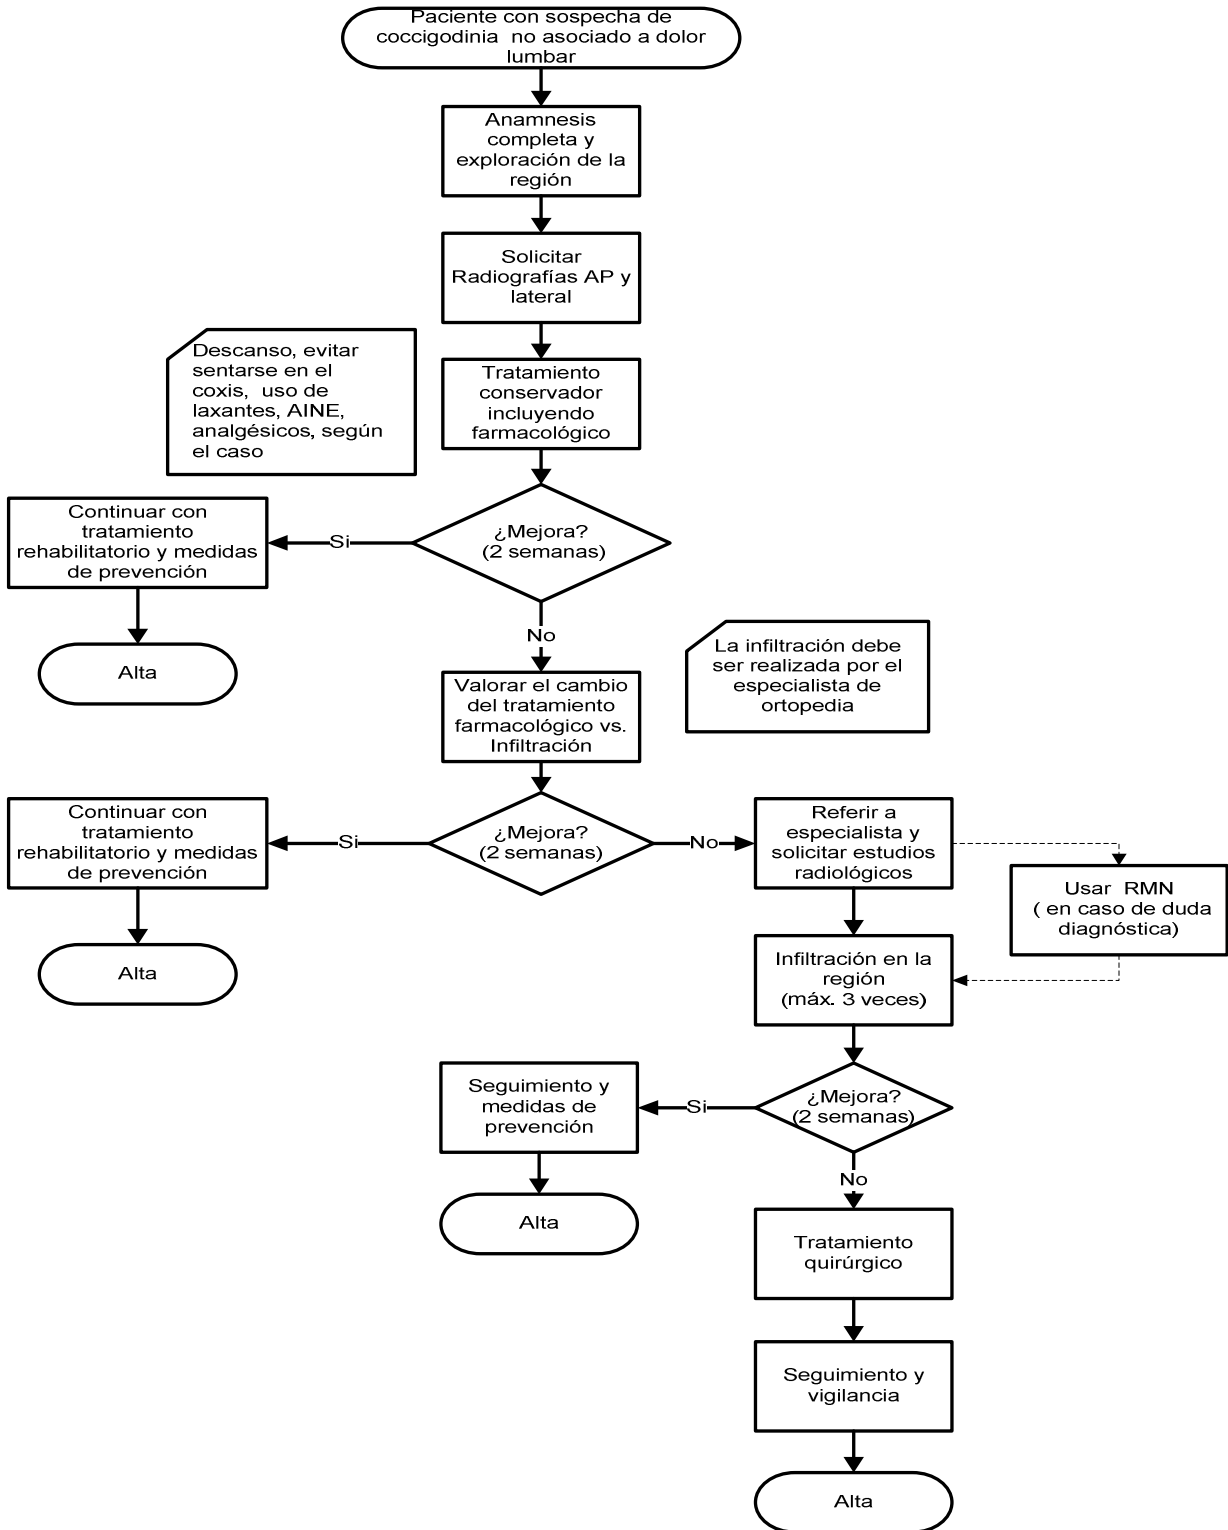 Paciente con sospecha de
coccigodinia no asociado a dolor
lumbar
Anamnesis
completa y
exploración de la
región
Solicitar
Radiografías AP y
lateral
Descanso, evitar
sentarse en el
coxis, uso de
laxantes, AINE,
analgésicos, según
el caso
Tratamiento
conservador
incluyendo
farmacológico
¿Mejora?
(2 semanas)
Si
Continuar con
tratamiento
rehabilitatorio y medidas
de prevención
Alta
No
La infiltración debe
ser realizada por el
especialista de
ortopedia
Valorar el cambio
del tratamiento
farmacológico vs.
Infiltración
¿Mejora?
(2 semanas)
Si
Continuar con
tratamiento
rehabilitatorio y medidas
de prevención
Alta
No
Referir a
especialista y
solicitar estudios
radiológicos
Usar RMN
( en caso de duda
diagnóstica)
Infiltración en la
región
(máx. 3 veces)
¿Mejora?
(2 semanas)
Si
Seguimiento y
medidas de
prevención
Alta
No
Tratamiento
quirúrgico
Seguimiento y
vigilancia
Alta